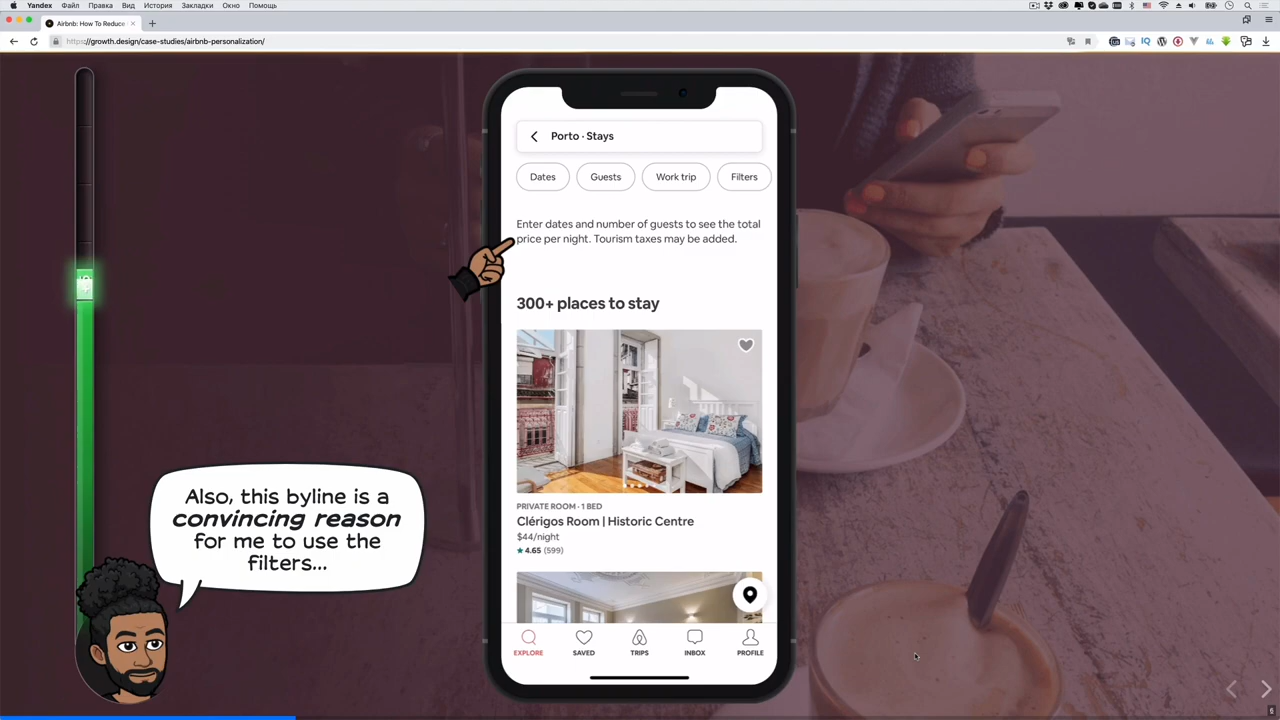 Yandex Файл Правка Вид История Закладки Окно Помощь
Airbnb: How To Reduce
https://growth.design/case-studies/airbnb-personalization/
Porto · Stays
Dates Guests Work trip Filters
Enter dates and number of guests to see the total
price per night. Tourism taxes may be added.
300+ places to stay
PRIVATE ROOM · 1 BED
Clérigos Room | Historic Centre
$44/night
★ 4.65 (599)
EXPLORE SAVED TRIPS INBOX PROFILE
Also, this byline is a
convincing reason
for me to use the
filters...
6